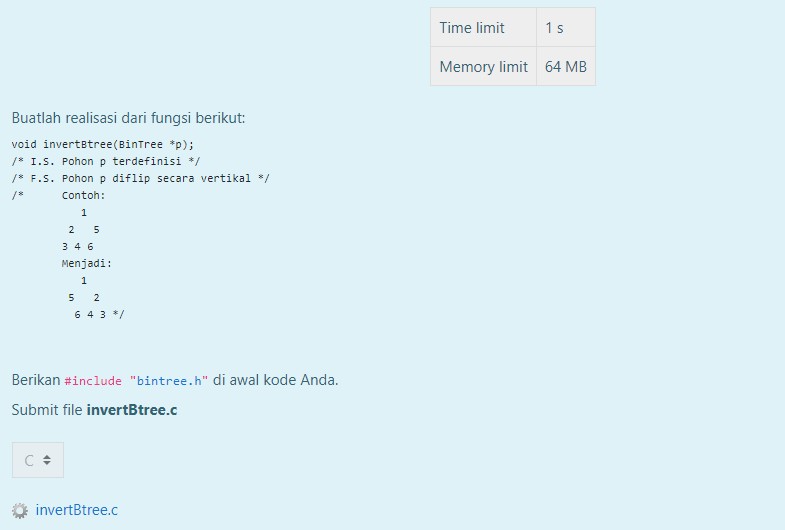 Time limit 1 s
Memory limit 64 MB
Buatlah realisasi dari fungsi berikut:
void invertBtree(BinTree *p);
/* I.S. Pohon p terdefinisi */
/* F.S. Pohon p diflip secara vertikal */
/* Contoh:
1
2 5
3 4 6
Menjadi:
1
5 2
6 4 3 */
Berikan #include "bintree.h" di awal kode Anda.
Submit file invertBtree.c
C
invertBtree.c